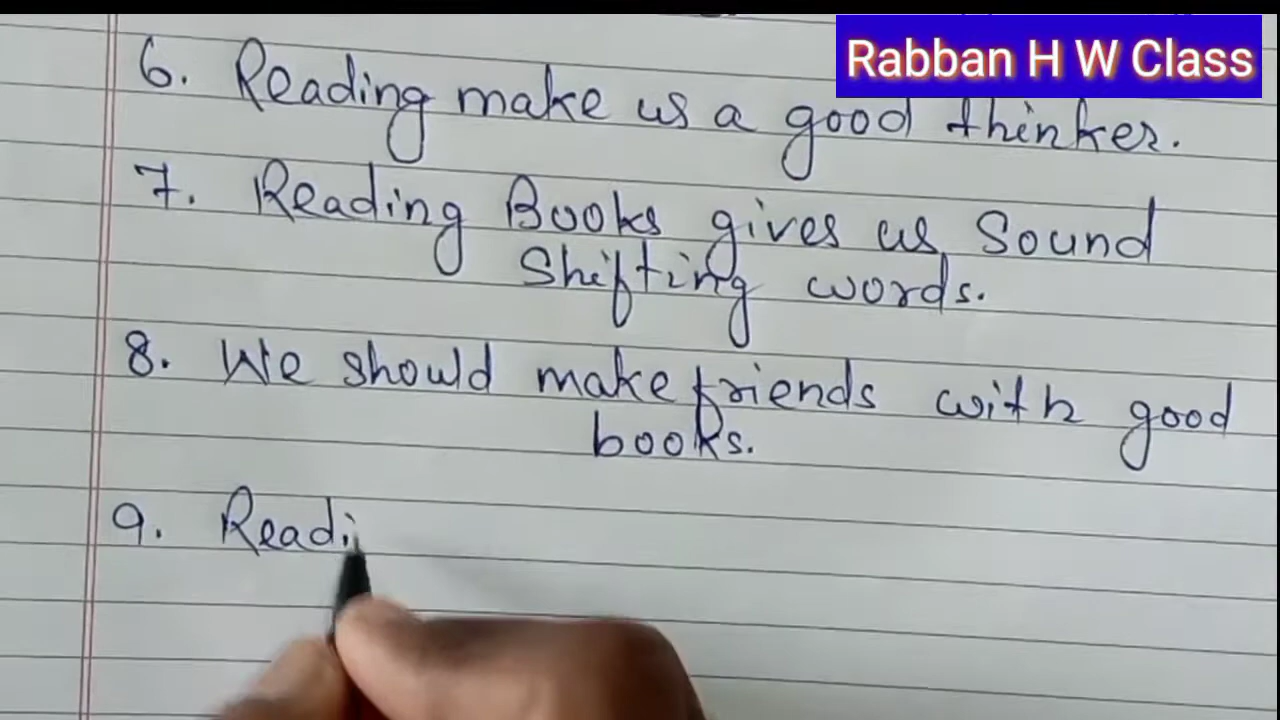 Rabban H W Class
6. Reading make us a good thinker.
7. Reading Books gives us Sound
Shifting words.
8. We should make friends with good
books.
9. Readi